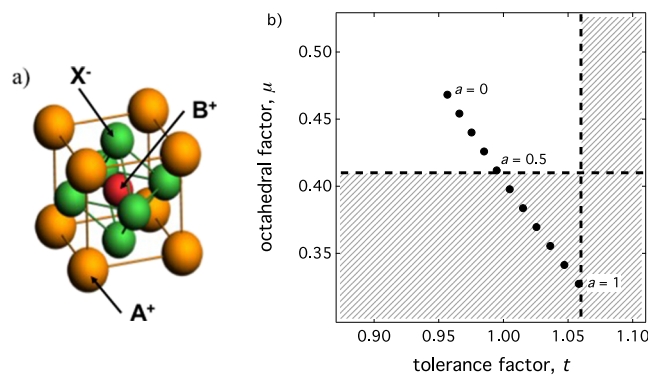 a)
X-
B+
A+
b)
octahedral factor, μ
0.50
0.45
0.40
0.35
a = 0
a = 0.5
a = 1
0.90
0.95
1.00
1.05
1.10
tolerance factor, t